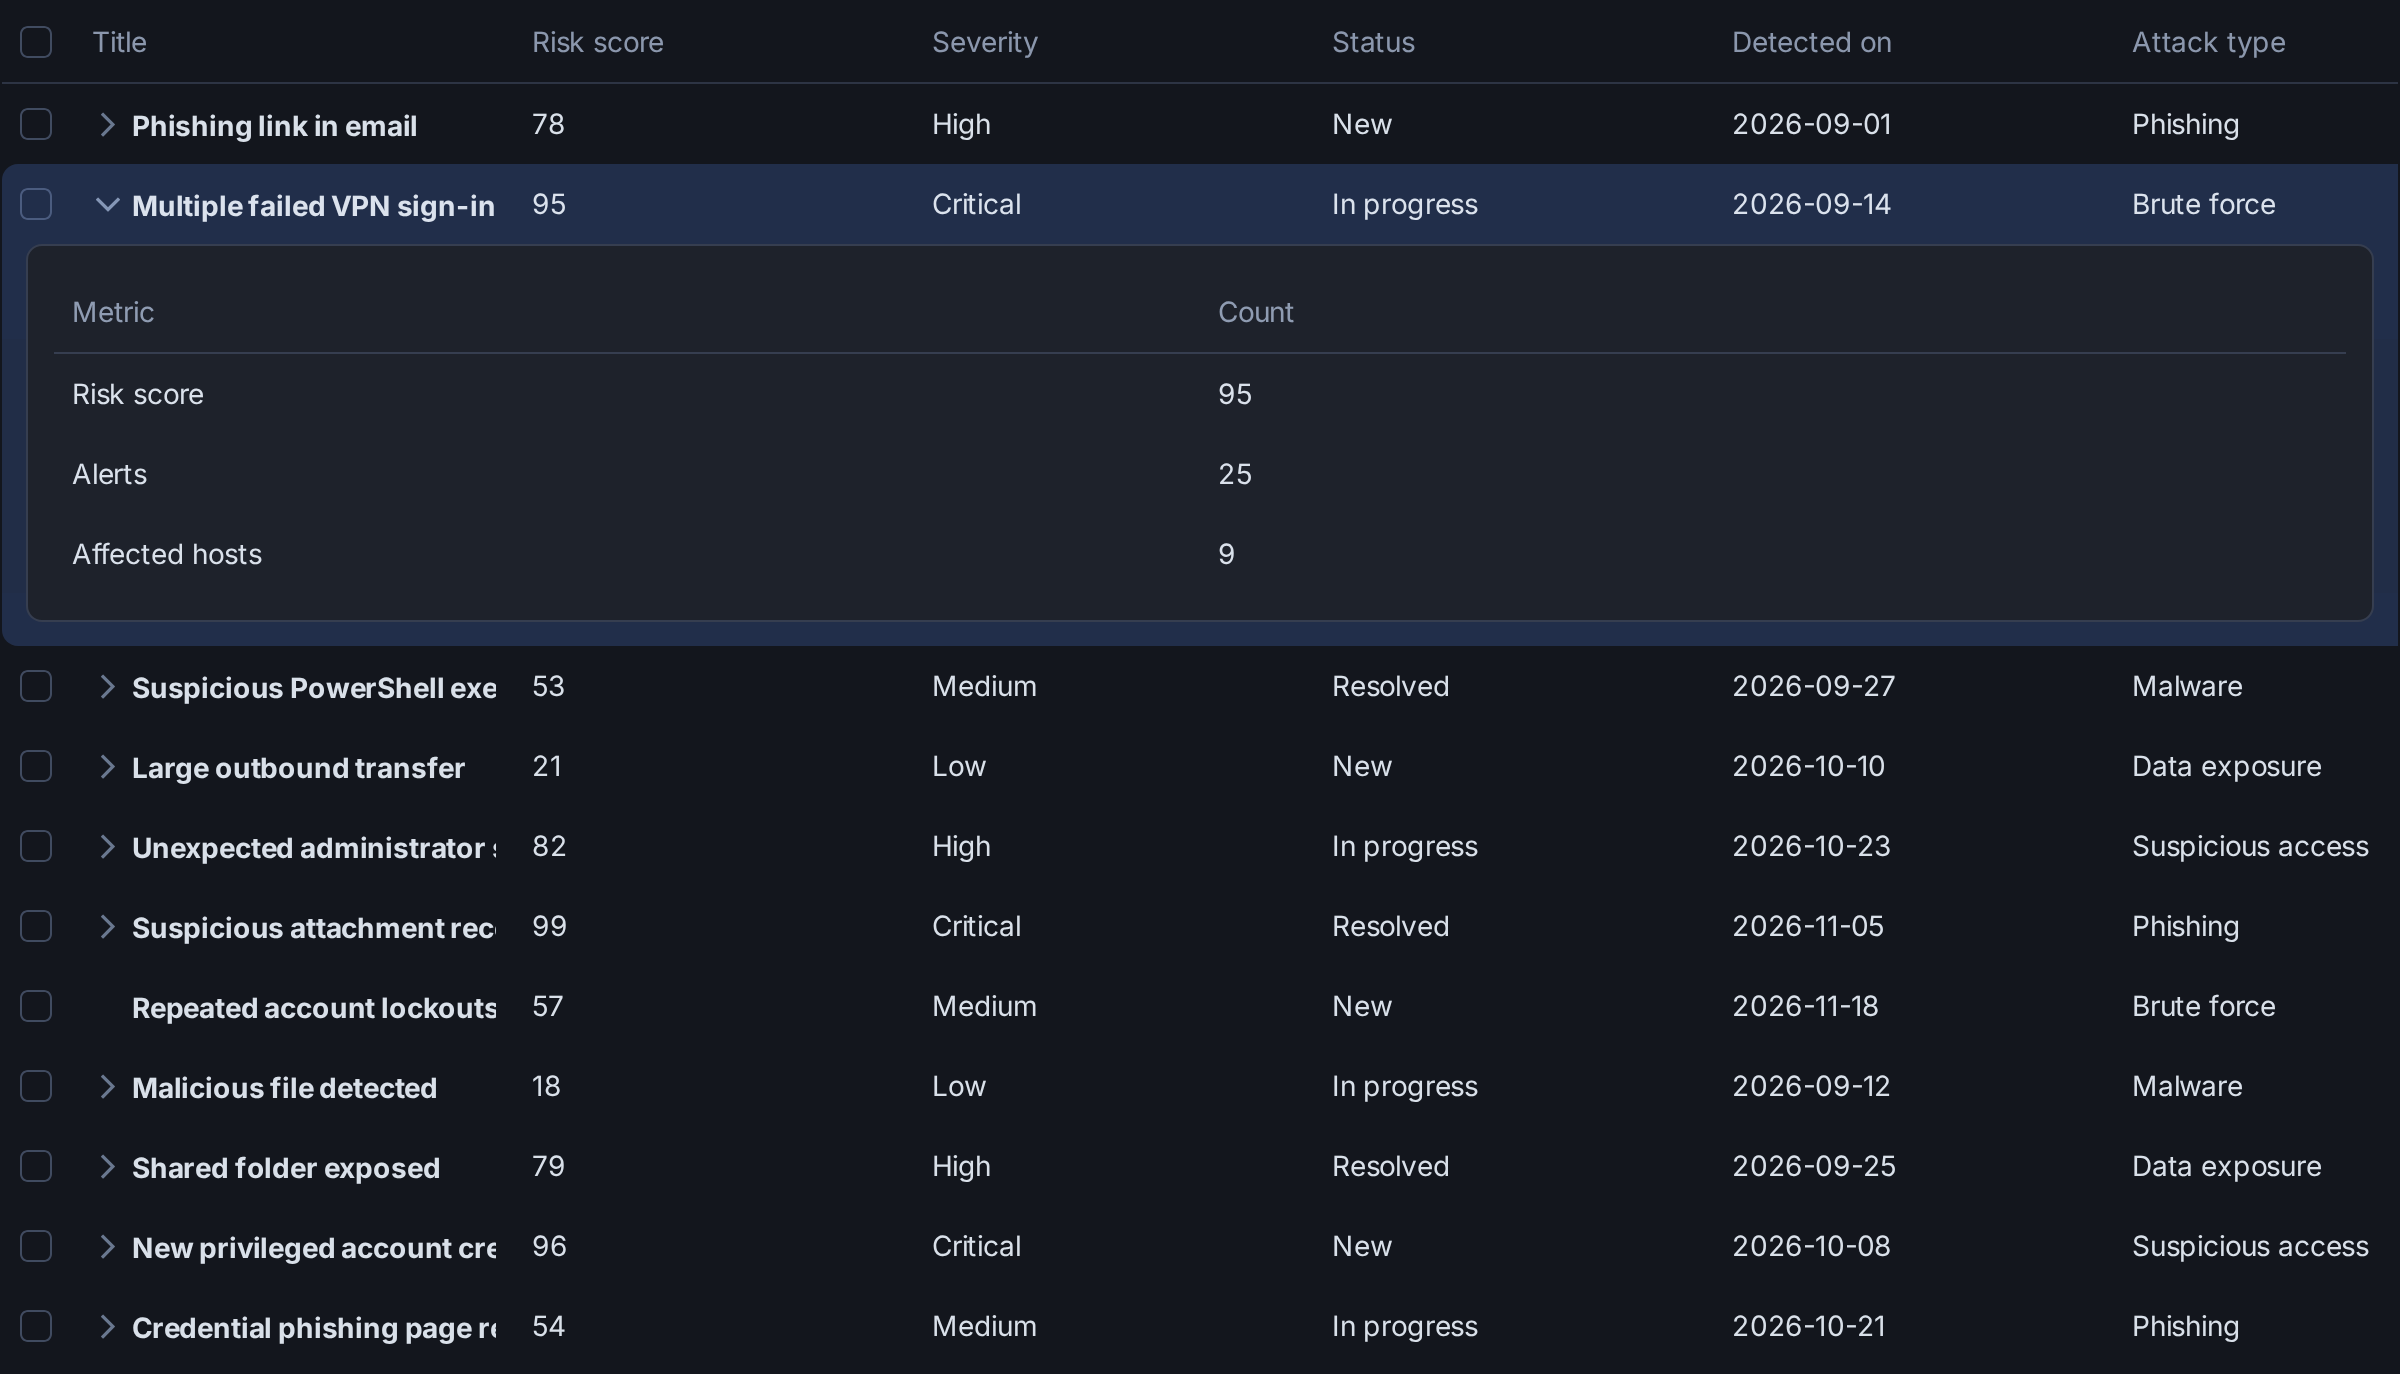 Title Risk score Severity Status Detected on Attack type
Phishing link in email 78 High New 2026-09-01 Phishing
Multiple failed VPN sign-in 95 Critical In progress 2026-09-14 Brute force
Metric Count
Risk score 95
Alerts 25
Affected hosts 9
Suspicious PowerShell exe 53 Medium Resolved 2026-09-27 Malware
Large outbound transfer 21 Low New 2026-10-10 Data exposure
Unexpected administrator 82 High In progress 2026-10-23 Suspicious access
Suspicious attachment rec 99 Critical Resolved 2026-11-05 Phishing
Repeated account lockouts 57 Medium New 2026-11-18 Brute force
Malicious file detected 18 Low In progress 2026-09-12 Malware
Shared folder exposed 79 High Resolved 2026-09-25 Data exposure
New privileged account cre 96 Critical New 2026-10-08 Suspicious access
Credential phishing page r 54 Medium In progress 2026-10-21 Phishing